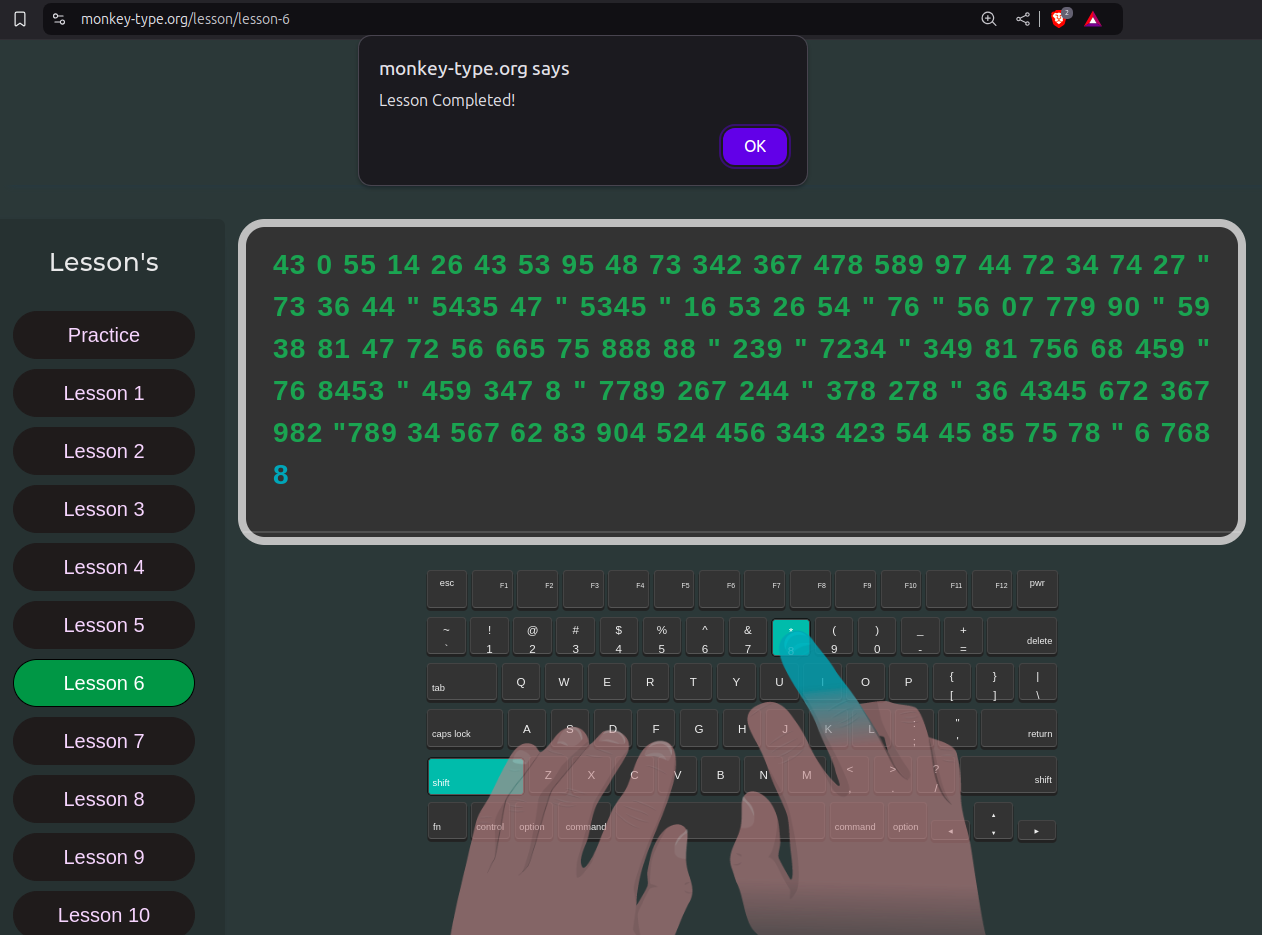 monkey-type.org/lesson/lesson-6
2
monkey-type.org says
Lesson Completed!
OK
Lesson's
Practice
Lesson 1
Lesson 2
Lesson 3
Lesson 4
Lesson 5
Lesson 6
Lesson 7
Lesson 8
Lesson 9
Lesson 10
43 0 55 14 26 43 53 95 48 73 342 367 478 589 97 44 72 34 74 27 "
73 36 44 " 5435 47 " 5345 " 16 53 26 54 " 76 " 56 07 779 90 " 59
38 81 47 72 56 665 75 888 88 " 239 " 7234 " 349 81 756 68 459 "
76 8453 " 459 347 8 " 7789 267 244 " 378 278 " 36 4345 672 367
982 "789 34 567 62 83 904 524 456 343 423 54 45 85 75 78 " 6 768
8
esc F1 F2 F3 F4 F5 F6 F7 F8 F9 F10 F11 F12 pwr
~ ! @ # $ % ^ & * ( ) _ +
` 1 2 3 4 5 6 7 8 9 0 - = delete
tab Q W E R T Y U I O P { } |
[ ] \
caps lock A S D F G H J K L : " return
; '
shift Z X C V B N M < > ? shift
, . /
fn control option command command option ◂ ▴ ▾ ▸